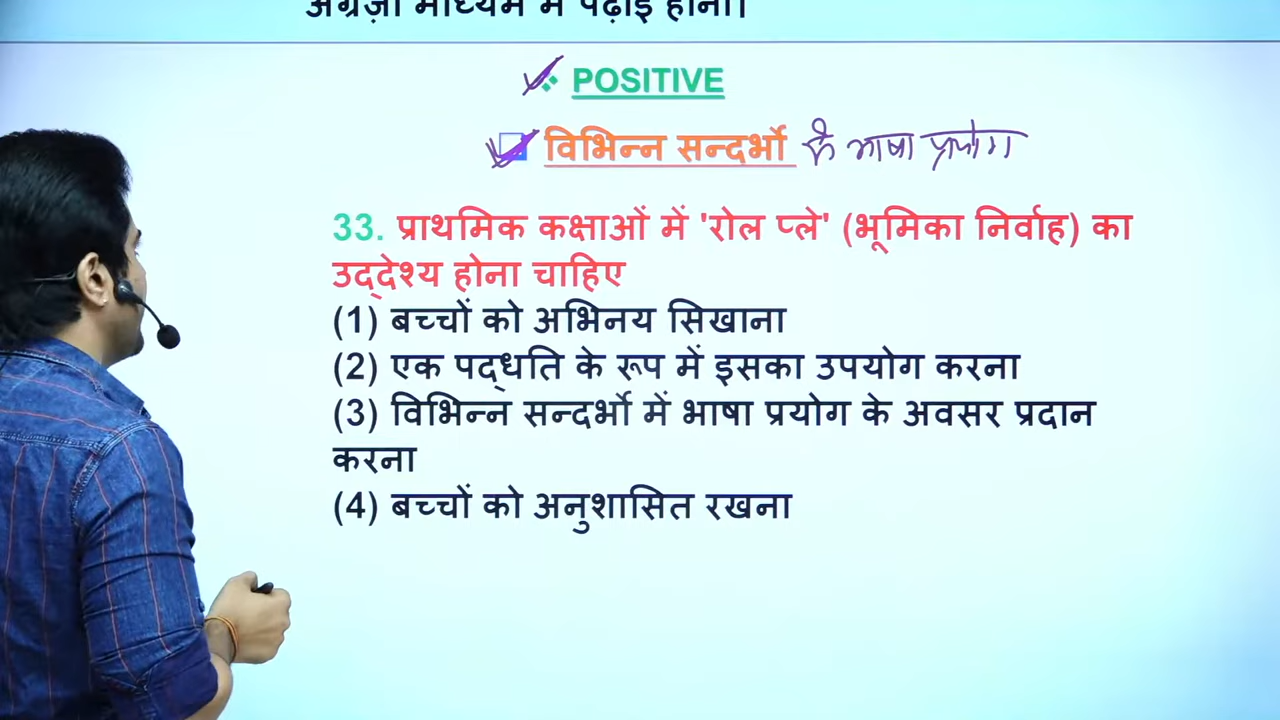 अंग्रेज़ी माध्यम में पढ़ाई होना।
POSITIVE
विभिन्न सन्दर्भो के भाषा प्रयोग
33. प्राथमिक कक्षाओं में 'रोल प्ले' (भूमिका निर्वाह) का
उद्देश्य होना चाहिए
(1) बच्चों को अभिनय सिखाना
(2) एक पद्धति के रूप में इसका उपयोग करना
(3) विभिन्न सन्दर्भो में भाषा प्रयोग के अवसर प्रदान
करना
(4) बच्चों को अनुशासित रखना